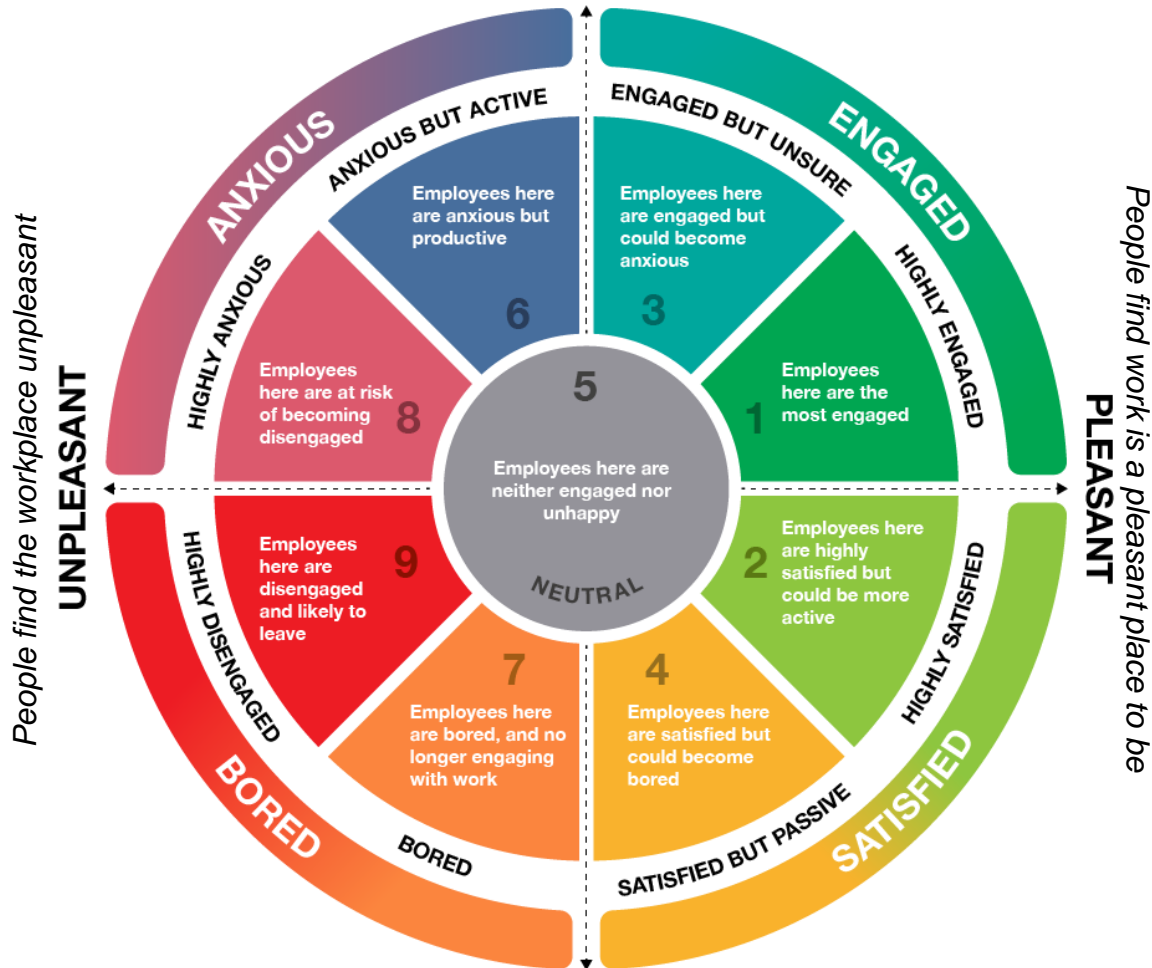 People find the workplace unpleasant
UNPLEASANT
ANXIOUS
ANXIOUS BUT ACTIVE
HIGHLY ANXIOUS
Employees here
are anxious but
productive
6
Employees
here are at risk
of becoming
disengaged
8
ENGAGED
ENGAGED BUT UNSURE
HIGHLY ENGAGED
Employees here
are engaged but
could become
anxious
3
Employees
here are the
most engaged
1
5
Employees here are
neither engaged nor
unhappy
NEUTRAL
Employees
here are
disengaged
and likely to
leave
9
HIGHLY DISENGAGED
7
Employees here
are bored, and no
longer engaging
with work
BORED
BORED
2
Employees here
are highly
satisfied but
could be more
active
HIGHLY SATISFIED
4
Employees here
are satisfied but
could become
bored
SATISFIED BUT PASSIVE
SATISFIED
PLEASANT
People find work is a pleasant place to be